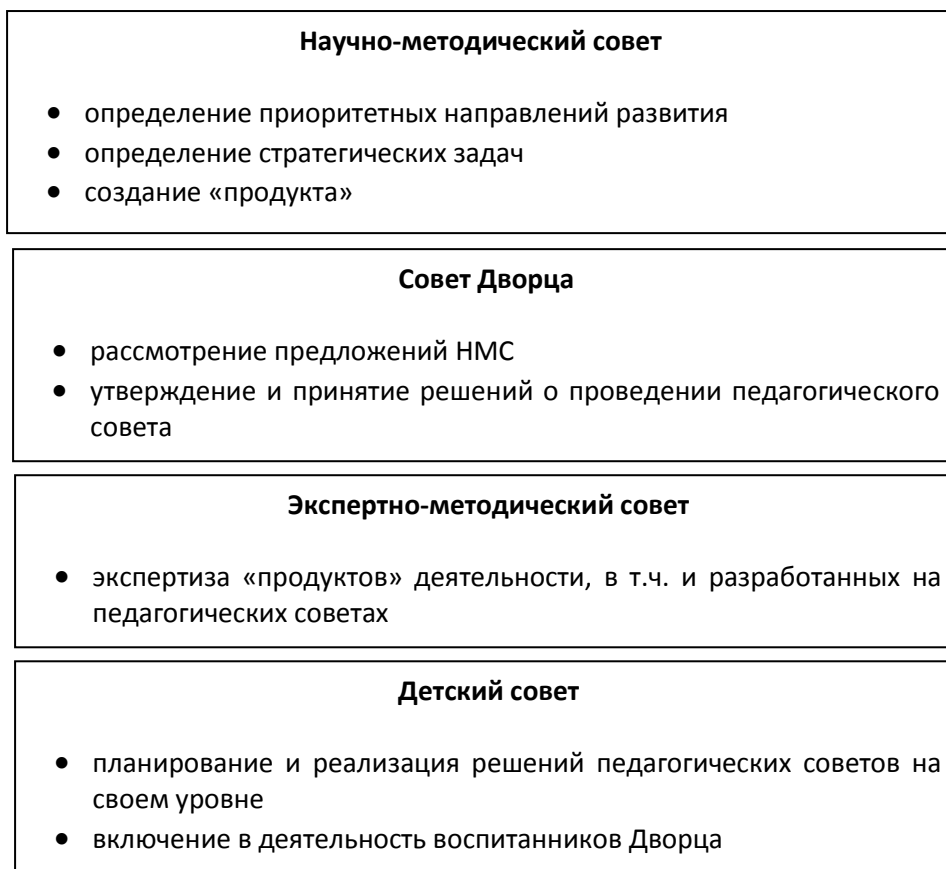 Научно-методический совет
● определение приоритетных направлений развития
● определение стратегических задач
● создание «продукта»
Совет Дворца
● рассмотрение предложений НМС
● утверждение и принятие решений о проведении педагогического
совета
Экспертно-методический совет
● экспертиза «продуктов» деятельности, в т.ч. и разработанных на
педагогических советах
Детский совет
● планирование и реализация решений педагогических советов на
своем уровне
● включение в деятельность воспитанников Дворца